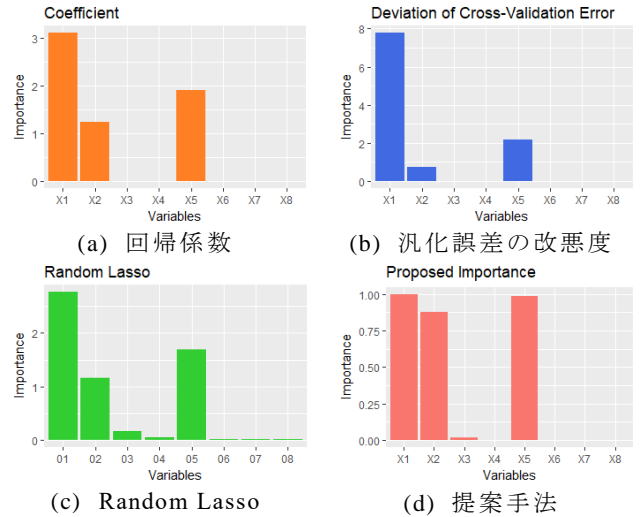 Coefficient
Importance
3
2
1
0
X1 X2 X3 X4 X5 X6 X7 X8
Variables
(a) 回帰係数
Deviation of Cross-Validation Error
Importance
8
6
4
2
0
X1 X2 X3 X4 X5 X6 X7 X8
Variables
(b) 汎化誤差の改悪度
Random Lasso
Importance
2
1
0
01 02 03 04 05 06 07 08
Variables
(c) Random Lasso
Proposed Importance
Importance
1.00
0.75
0.50
0.25
0.00
X1 X2 X3 X4 X5 X6 X7 X8
Variables
(d) 提案手法